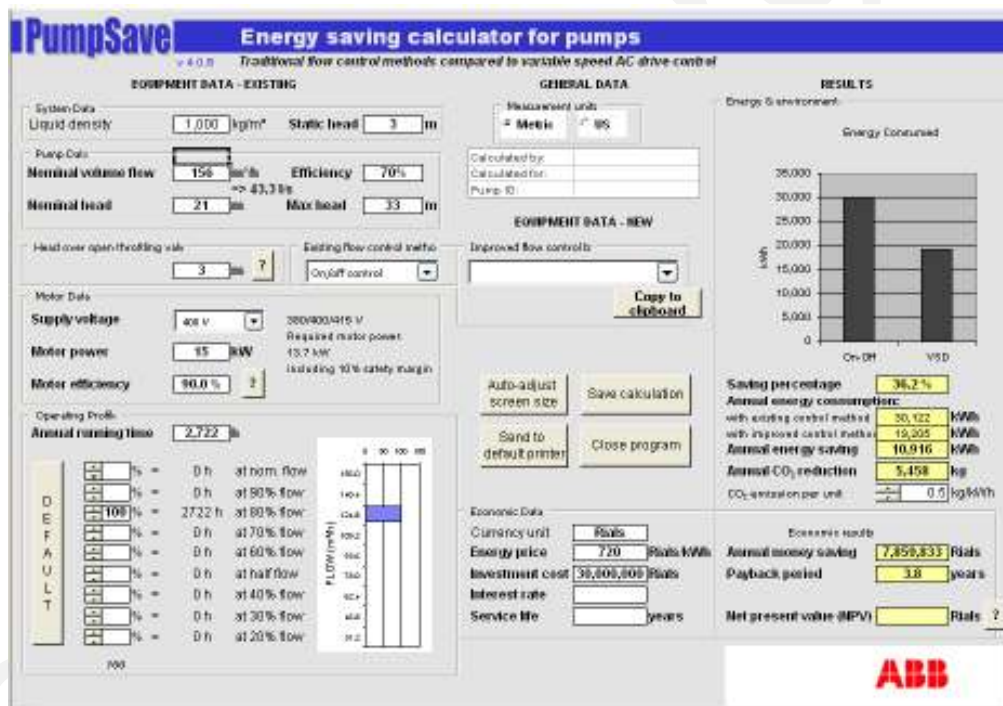 PumpSave
Energy saving calculator for pumps
v 4.0.8 Traditional flow control methods compared to variable speed AC drive control
EQUIPMENT DATA - EXISTING
System Data
Liquid density 1,000 kg/m³ Static head 3 m
Pump Data
Nominal volume flow 156 m³/h Efficiency 70%
=> 43,3 l/s
Nominal head 21 m Max head 33 m
Head over open throttling valv
3 m ?
Existing flow control metho
On/off control
Motor Data
Supply voltage 400 V 380/400/415 V
Required motor power
Motor power 15 kW 13.7 kW
including 10% safety margin
Motor efficiency 90.0 % ?
Operating Profile
Annual running time 2,722 h
DEFAULT
% = 0 h at nom. flow
% = 0 h at 90% flow
100 % = 2722 h at 80% flow
% = 0 h at 70% flow
% = 0 h at 60% flow
% = 0 h at half flow
% = 0 h at 40% flow
% = 0 h at 30% flow
% = 0 h at 20% flow
100
0 50 100
FLOW (m³/h)
GENERAL DATA
Measurement units
Metric US
Calculated by:
Calculated for:
Pump ID:
EQUIPMENT DATA - NEW
Improved flow control is
Copy to
clipboard
Auto-adjust
screen size
Save calculation
Send to
default printer
Close program
Economic Data
Currency unit Rials
Energy price 720 Rials/kWh
Investment cost 30,000,000 Rials
Interest rate
Service life years
RESULTS
Energy & environment
Energy Consumed
35,000
30,000
25,000
20,000
15,000
10,000
5,000
0
kWh
On-Off VSD
Saving percentage 36.2 %
Annual energy consumption:
with existing control method 30,122 kWh
with improved control method 19,205 kWh
Annual energy saving 10,916 kWh
Annual CO₂ reduction 5,458 kg
CO₂-emission per unit 0.5 kg/kWh
Economic results
Annual money saving 7,859,833 Rials
Payback period 3.8 years
Net present value (NPV) Rials ?
ABB